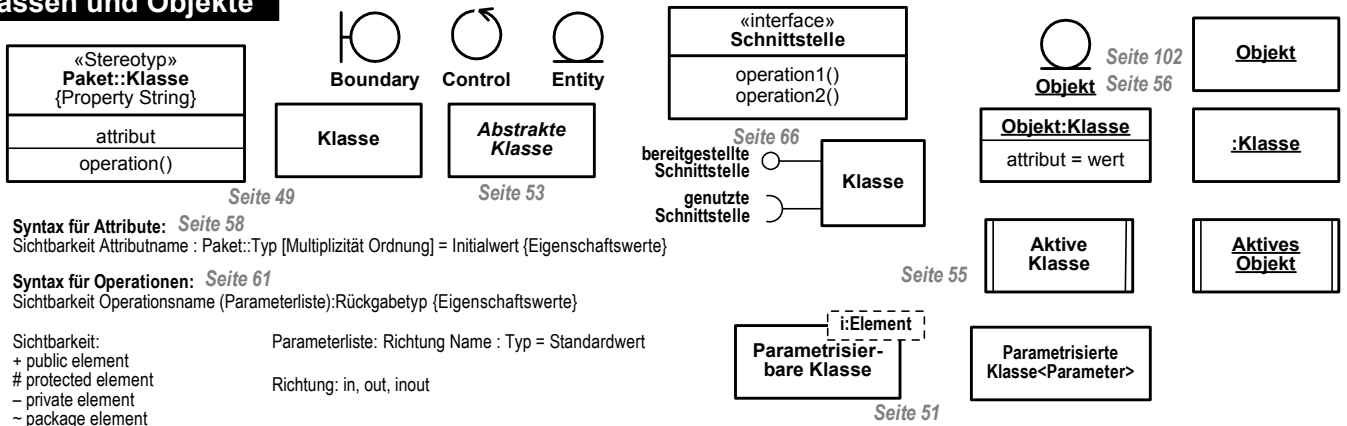 assen und Objekte
«Stereotyp»
Paket::Klasse
{Property String}
attribut
operation()
Boundary
Control
Entity
Klasse
Abstrakte
Klasse
Seite 49
Seite 53
«interface»
Schnittstelle
operation1()
operation2()
Seite 66
bereitgestellte
Schnittstelle
genutzte
Schnittstelle
Klasse
Objekt
Seite 102
Seite 56
Objekt
Objekt:Klasse
attribut = wert
:Klasse
Syntax für Attribute: Seite 58
Sichtbarkeit Attributname : Paket::Typ [Multiplizität Ordnung] = Initialwert {Eigenschaftswerte}
Syntax für Operationen: Seite 61
Sichtbarkeit Operationsname (Parameterliste):Rückgabetyp {Eigenschaftswerte}
Seite 55
Aktive
Klasse
Aktives
Objekt
Sichtbarkeit:
+ public element
# protected element
– private element
~ package element
Parameterliste: Richtung Name : Typ = Standardwert
Richtung: in, out, inout
i:Element
Parametrisier-
bare Klasse
Seite 51
Parametrisierte
Klasse<Parameter>